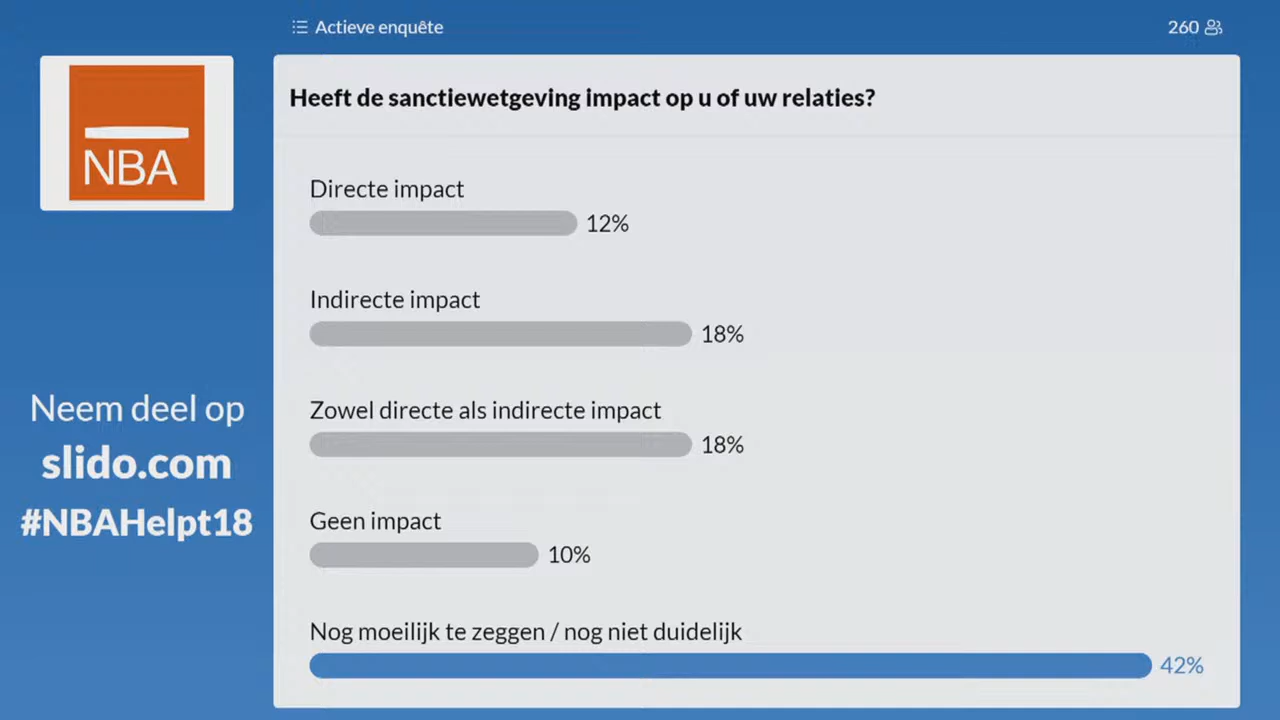 Actieve enquête
260
NBA
Heeft de sanctiewetgeving impact op u of uw relaties?
Directe impact
12%
Indirecte impact
18%
Zowel directe als indirecte impact
18%
Geen impact
10%
Nog moeilijk te zeggen / nog niet duidelijk
42%
Neem deel op
slido.com
#NBAHelpt18